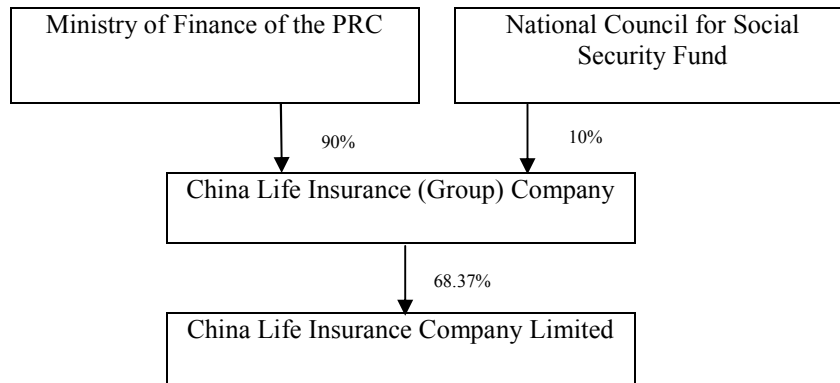 Ministry of Finance of the PRC
National Council for Social
Security Fund
90%
10%
China Life Insurance (Group) Company
68.37%
China Life Insurance Company Limited